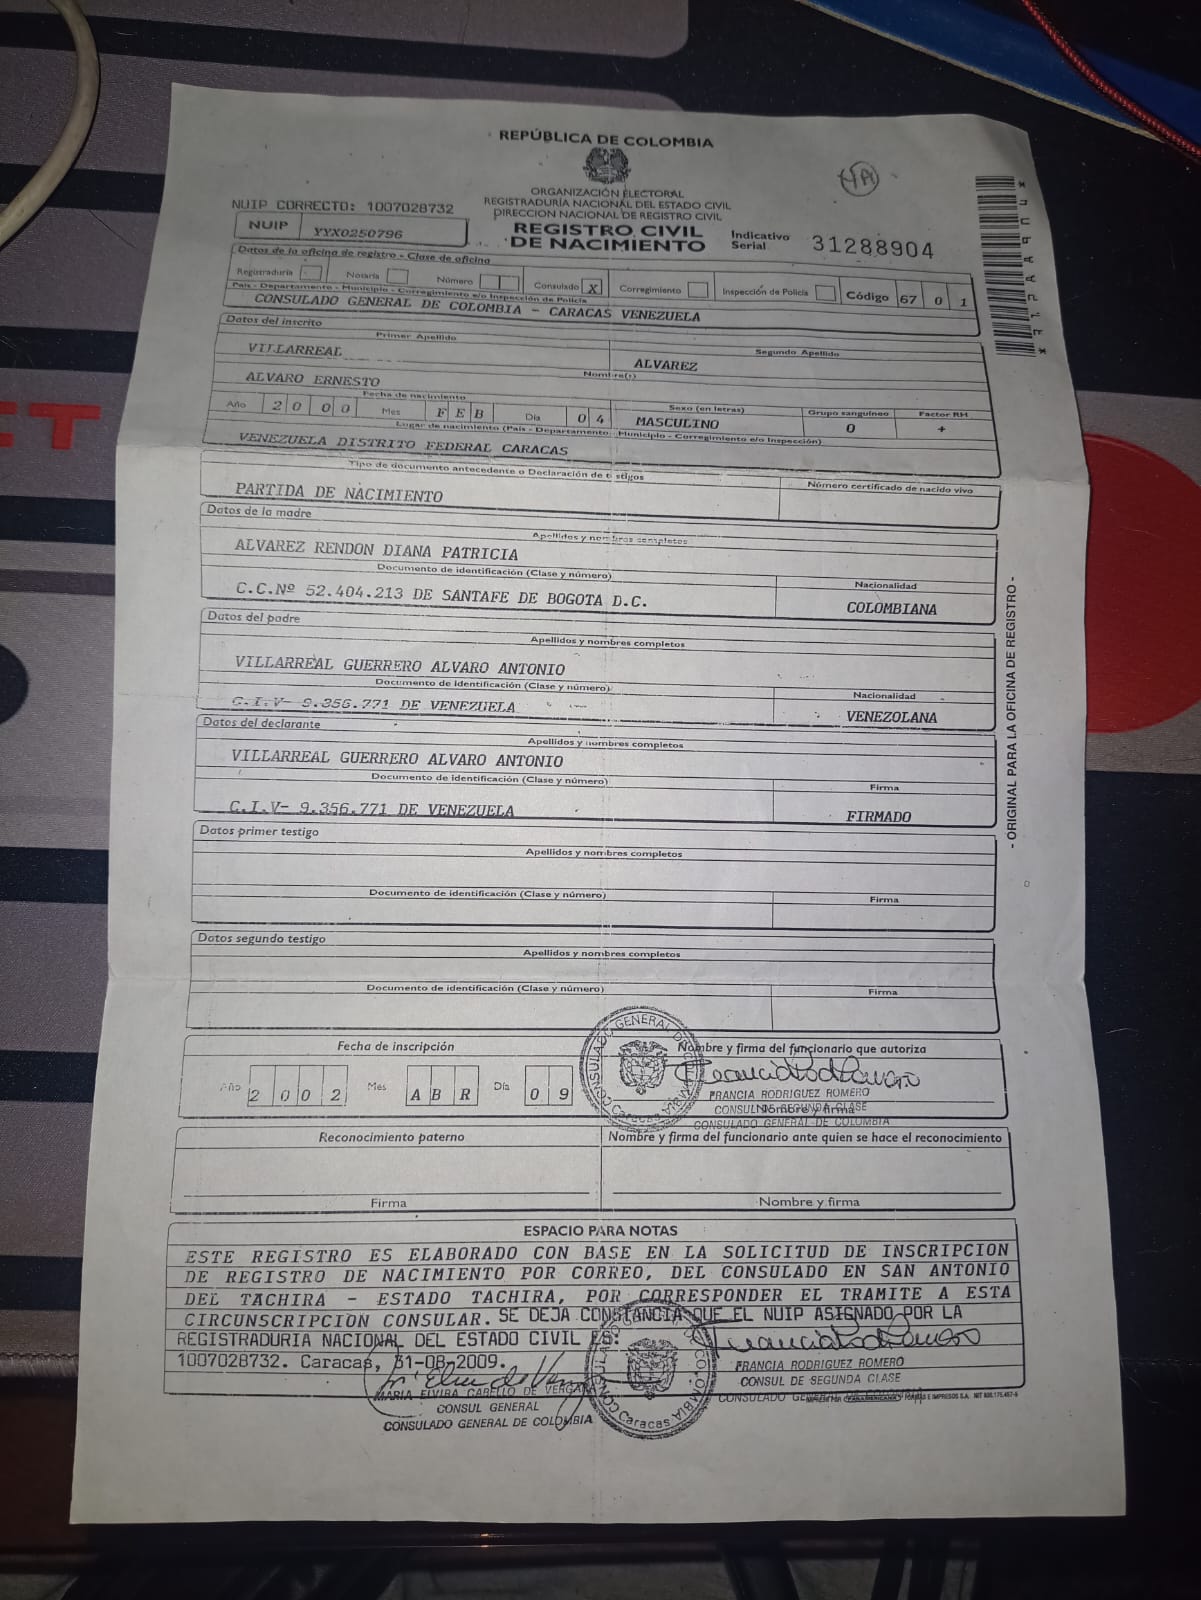 REPÚBLICA DE COLOMBIA
ORGANIZACIÓN ELECTORAL
REGISTRADURÍA NACIONAL DEL ESTADO CIVIL
DIRECCION NACIONAL DE REGISTRO CIVIL
NUIP CORRECTO: 1007028732
NUIP YYX0250796
REGISTRO CIVIL
DE NACIMIENTO
Indicativo
Serial 31288904
Datos de la oficina de registro - Clase de oficina
Registraduría Notaría Número Consulado X Corregimiento Inspección de Policía Código 67 0 1
País - Departamento - Municipio - Corregimiento e/o Inspección de Policía
CONSULADO GENERAL DE COLOMBIA - CARACAS VENEZUELA
Datos del inscrito
Primer Apellido Segundo Apellido
VILLARREAL ALVAREZ
Nombre(s)
ALVARO ERNESTO
Fecha de nacimiento Sexo (en letras) Grupo sanguíneo Factor RH
Año 2 0 0 0 Mes F E B Día 0 4 MASCULINO O +
Lugar de nacimiento (País - Departamento - Municipio - Corregimiento e/o Inspección)
VENEZUELA DISTRITO FEDERAL CARACAS
Tipo de documento antecedente o Declaración de testigos Número certificado de nacido vivo
PARTIDA DE NACIMIENTO
Datos de la madre
Apellidos y nombres completos
ALVAREZ RENDON DIANA PATRICIA
Documento de identificación (Clase y número) Nacionalidad
C.C.Nº 52.404.213 DE SANTAFE DE BOGOTA D.C. COLOMBIANA
Datos del padre
Apellidos y nombres completos
VILLARREAL GUERRERO ALVARO ANTONIO
Documento de identificación (Clase y número) Nacionalidad
C.I.V- 9.356.771 DE VENEZUELA VENEZOLANA
Datos del declarante
Apellidos y nombres completos
VILLARREAL GUERRERO ALVARO ANTONIO
Documento de identificación (Clase y número) Firma
C.I.V- 9.356.771 DE VENEZUELA FIRMADO
Datos primer testigo
Apellidos y nombres completos
Documento de identificación (Clase y número) Firma
Datos segundo testigo
Apellidos y nombres completos
Documento de identificación (Clase y número) Firma
- ORIGINAL PARA LA OFICINA DE REGISTRO -
Fecha de inscripción Nombre y firma del funcionario que autoriza
Año 2 0 0 2 Mes A B R Día 0 9
CONSULADO GENERAL DE COLOMBIA
Caracas
FRANCIA RODRIGUEZ ROMERO
CONSUL DE SEGUNDA CLASE
Nombre y firma
CONSULADO GENERAL DE COLOMBIA
Reconocimiento paterno Nombre y firma del funcionario ante quien se hace el reconocimiento
Firma Nombre y firma
ESPACIO PARA NOTAS
ESTE REGISTRO ES ELABORADO CON BASE EN LA SOLICITUD DE INSCRIPCION
DE REGISTRO DE NACIMIENTO POR CORREO, DEL CONSULADO EN SAN ANTONIO
DEL TACHIRA - ESTADO TACHIRA, POR CORRESPONDER EL TRAMITE A ESTA
CIRCUNSCRIPCION CONSULAR. SE DEJA CONSTANCIA QUE EL NUIP ASIGNADO POR LA
REGISTRADURIA NACIONAL DEL ESTADO CIVIL ES:
1007028732. Caracas, 31-08-2009.
FRANCIA RODRIGUEZ ROMERO
CONSUL DE SEGUNDA CLASE
MARIA ELVIRA CABELLO DE VERGARA
CONSUL GENERAL
CONSULADO GENERAL DE COLOMBIA
Caracas